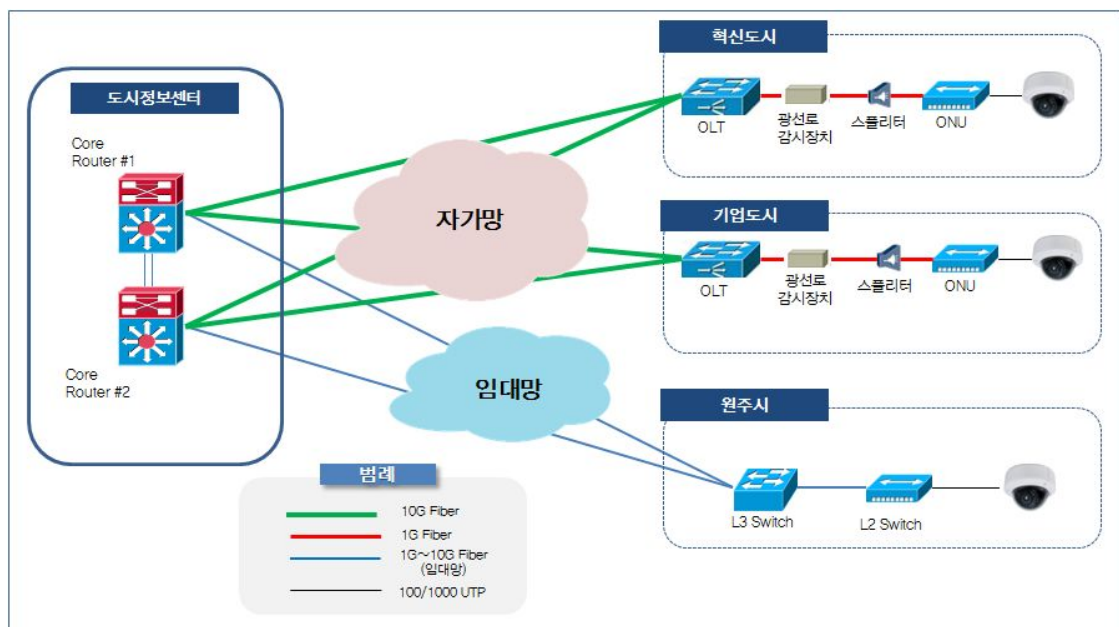 도시정보센터
Core
Router #1
Core
Router #2
자가망
임대망
혁신도시
OLT
광선로
감시장치
스플리터
ONU
기업도시
OLT
광선로
감시장치
스플리터
ONU
원주시
L3 Switch
L2 Switch
범례
10G Fiber
1G Fiber
1G~10G Fiber
(임대망)
100/1000 UTP